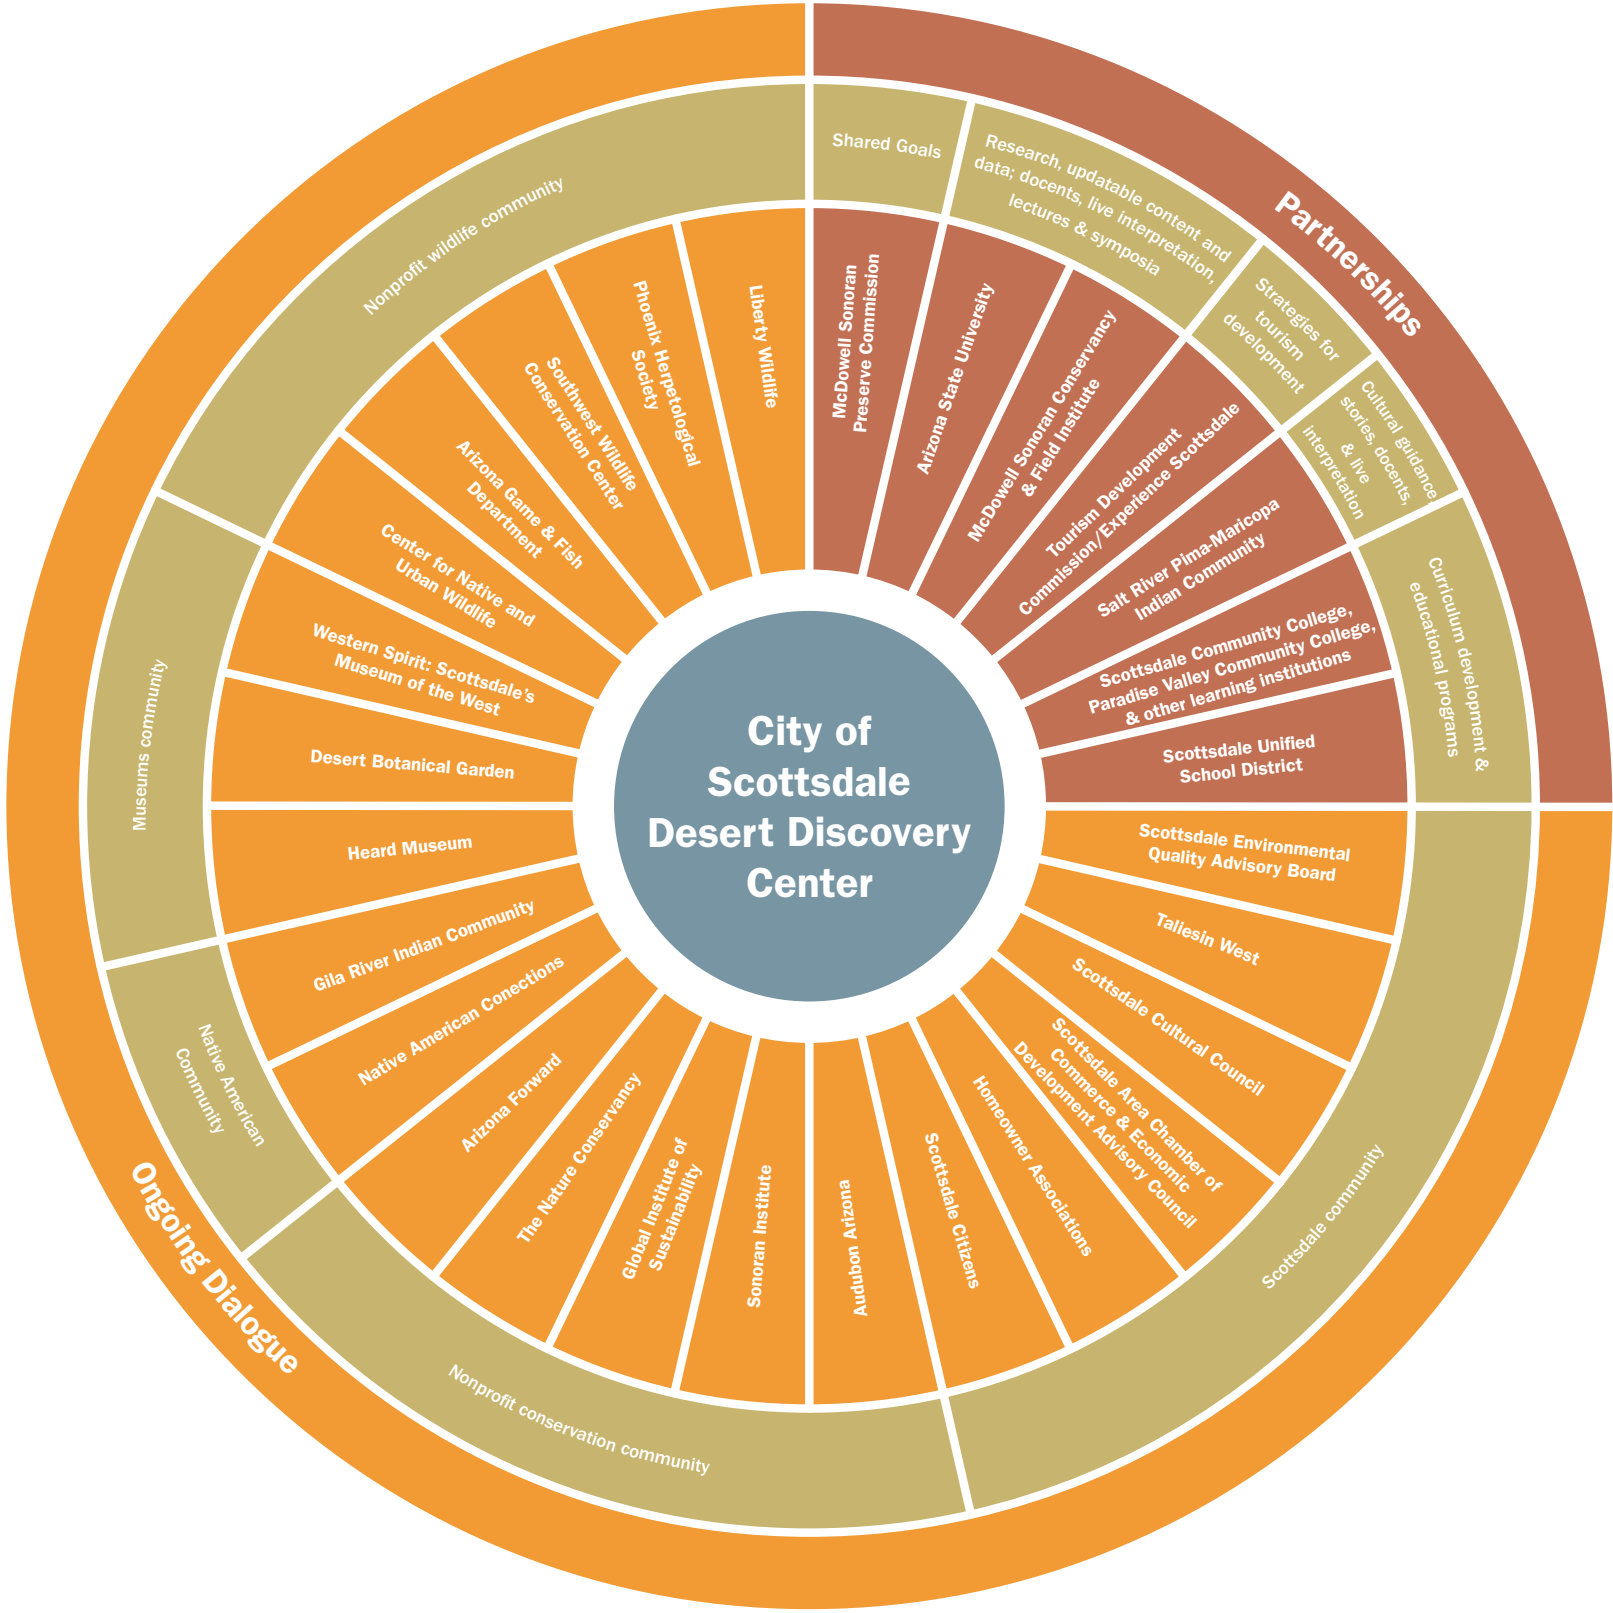 City of
Scottsdale
Desert Discovery
Center
Partnerships
Shared Goals
Research, updatable content and
data; docents, live interpretation,
lectures & symposia
Strategies for
tourism
development
Cultural guidance
stories, docents,
& live
interpretation
Curriculum development &
educational programs
McDowell Sonoran
Preserve Commission
Arizona State University
McDowell Sonoran Conservancy
& Field Institute
Tourism Development
Commission/Experience Scottsdale
Salt River Pima-Maricopa
Indian Community
Scottsdale Community College,
Paradise Valley Community College,
& other learning institutions
Scottsdale Unified
School District
Ongoing Dialogue
Scottsdale community
Scottsdale Environmental
Quality Advisory Board
Taliesin West
Scottsdale Cultural Council
Scottsdale Area Chamber of
Commerce & Economic
Development Advisory Council
Homeowner Associations
Scottsdale Citizens
Nonprofit conservation community
Audubon Arizona
Sonoran Institute
Global Institute of
Sustainability
The Nature Conservancy
Arizona Forward
Native American
Community
Native American Conections
Gila River Indian Community
Museums community
Heard Museum
Desert Botanical Garden
Western Spirit: Scottsdale's
Museum of the West
Nonprofit wildlife community
Center for Native and
Urban Wildlife
Arizona Game & Fish
Department
Southwest Wildlife
Conservation Center
Phoenix Herpetological
Society
Liberty Wildlife